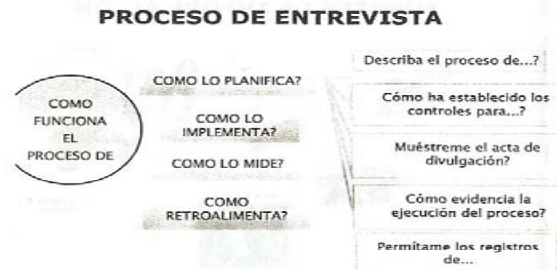 PROCESO DE ENTREVISTA
COMO
FUNCIONA
EL
PROCESO DE
COMO LO PLANIFICA?
COMO LO
IMPLEMENTA?
COMO LO MIDE?
COMO
RETROALIMENTA?
Describa el proceso de...?
Cómo ha establecido los
controles para...?
Muéstreme el acta de
divulgación?
Cómo evidencia la
ejecución del proceso?
Permítame los registros
de...